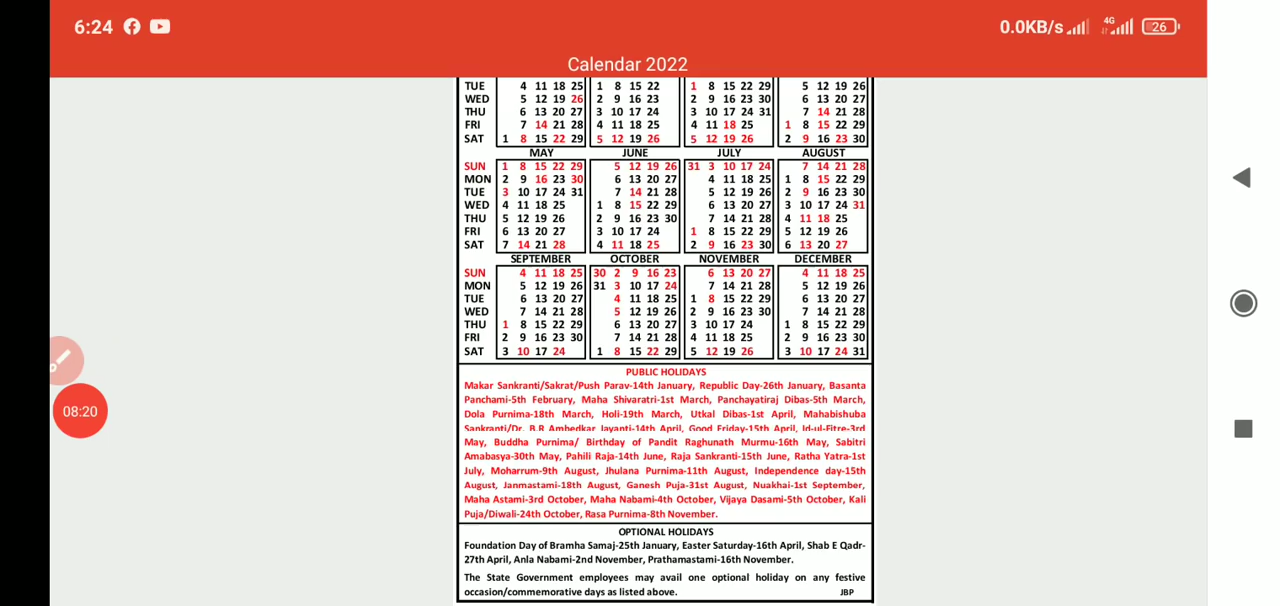 6:24 0.0KB/s 4G 26
Calendar 2022
TUE 4 11 18 25 1 8 15 22 1 8 15 22 29 5 12 19 26
WED 5 12 19 26 2 9 16 23 2 9 16 23 30 6 13 20 27
THU 6 13 20 27 3 10 17 24 3 10 17 24 31 7 14 21 28
FRI 7 14 21 28 4 11 18 25 4 11 18 25 1 8 15 22 29
SAT 1 8 15 22 29 5 12 19 26 5 12 19 26 2 9 16 23 30
MAY JUNE JULY AUGUST
SUN 1 8 15 22 29 5 12 19 26 31 3 10 17 24 7 14 21 28
MON 2 9 16 23 30 6 13 20 27 4 11 18 25 1 8 15 22 29
TUE 3 10 17 24 31 7 14 21 28 5 12 19 26 2 9 16 23 30
WED 4 11 18 25 1 8 15 22 29 6 13 20 27 3 10 17 24 31
THU 5 12 19 26 2 9 16 23 30 7 14 21 28 4 11 18 25
FRI 6 13 20 27 3 10 17 24 1 8 15 22 29 5 12 19 26
SAT 7 14 21 28 4 11 18 25 2 9 16 23 30 6 13 20 27
SEPTEMBER OCTOBER NOVEMBER DECEMBER
SUN 4 11 18 25 30 2 9 16 23 6 13 20 27 4 11 18 25
MON 5 12 19 26 31 3 10 17 24 7 14 21 28 5 12 19 26
TUE 6 13 20 27 4 11 18 25 1 8 15 22 29 6 13 20 27
WED 7 14 21 28 5 12 19 26 2 9 16 23 30 7 14 21 28
THU 1 8 15 22 29 6 13 20 27 3 10 17 24 1 8 15 22 29
FRI 2 9 16 23 30 7 14 21 28 4 11 18 25 2 9 16 23 30
SAT 3 10 17 24 1 8 15 22 29 5 12 19 26 3 10 17 24 31
PUBLIC HOLIDAYS
Makar Sankranti/Sakrat/Push Parav-14th January, Republic Day-26th January, Basanta
Panchami-5th February, Maha Shivaratri-1st March, Panchayatiraj Dibas-5th March,
Dola Purnima-18th March, Holi-19th March, Utkal Dibas-1st April, Mahabishuba
Sankranti/Dr. B.R Ambedkar Jayanti-14th April, Good Friday-15th April, Id-ul-Fitre-3rd
May, Buddha Purnima/ Birthday of Pandit Raghunath Murmu-16th May, Sabitri
Amabasya-30th May, Pahili Raja-14th June, Raja Sankranti-15th June, Ratha Yatra-1st
July, Moharrum-9th August, Jhulana Purnima-11th August, Independence day-15th
August, Janmastami-18th August, Ganesh Puja-31st August, Nuakhai-1st September,
Maha Astami-3rd October, Maha Nabami-4th October, Vijaya Dasami-5th October, Kali
Puja/Diwali-24th October, Rasa Purnima-8th November.
OPTIONAL HOLIDAYS
Foundation Day of Bramha Samaj-25th January, Easter Saturday-16th April, Shab E Qadr-
27th April, Anla Nabami-2nd November, Prathamastami-16th November.
The State Government employees may avail one optional holiday on any festive
occasion/commemorative days as listed above. JBP
08:20